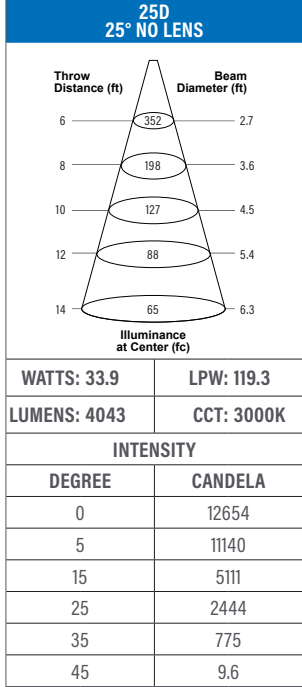 25D
25° NO LENS
Throw Beam
Distance (ft) Diameter (ft)
6 352 2.7
8 198 3.6
10 127 4.5
12 88 5.4
14 65 6.3
Illuminance
at Center (fc)
WATTS: 33.9 LPW: 119.3
LUMENS: 4043 CCT: 3000K
INTENSITY
DEGREE CANDELA
0 12654
5 11140
15 5111
25 2444
35 775
45 9.6